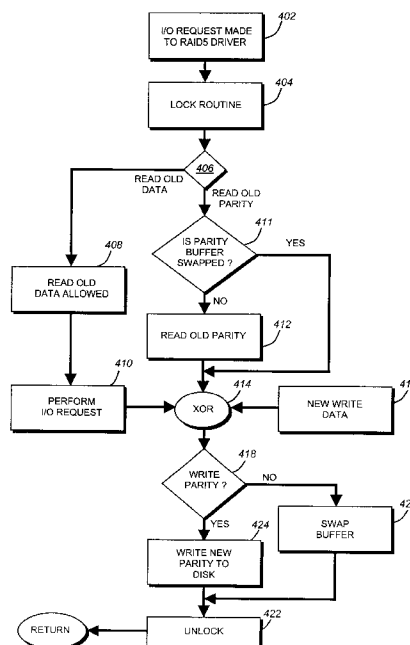 402
I/O REQUEST MADE
TO RAID5 DRIVER
404
LOCK ROUTINE
406
READ OLD
DATA
READ OLD
PARITY
411
IS PARITY
BUFFER
SWAPPED ?
YES
NO
408
READ OLD
DATA ALLOWED
READ OLD PARITY
412
410
PERFORM
I/O REQUEST
414
XOR
NEW WRITE
DATA
418
WRITE
PARITY ?
NO
YES
SWAP
BUFFER
424
WRITE NEW
PARITY TO
DISK
422
UNLOCK
RETURN